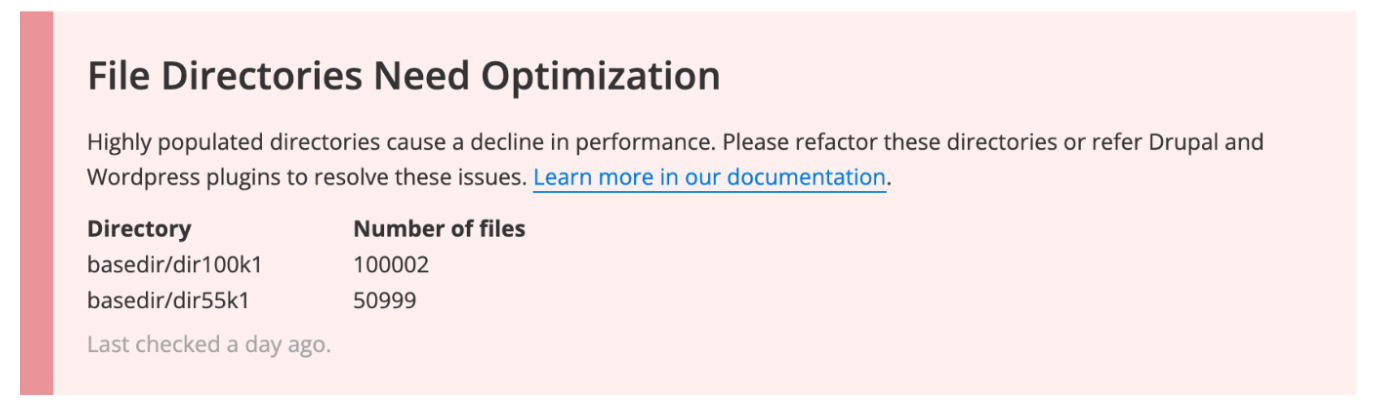 File Directories Need Optimization
Highly populated directories cause a decline in performance. Please refactor these directories or refer Drupal and
Wordpress plugins to resolve these issues. Learn more in our documentation.
Directory Number of files
basedir/dir100k1 100002
basedir/dir55k1 50999
Last checked a day ago.